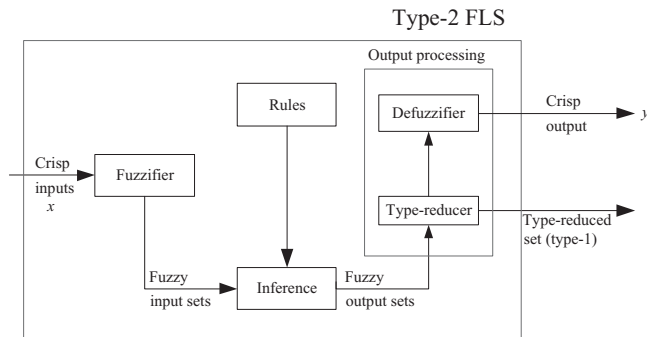 Type-2 FLS
Output processing
Rules
Defuzzifier
Crisp
output
y
Crisp
inputs
x
Fuzzifier
Type-reducer
Type-reduced
set (type-1)
Fuzzy
input sets
Inference
Fuzzy
output sets